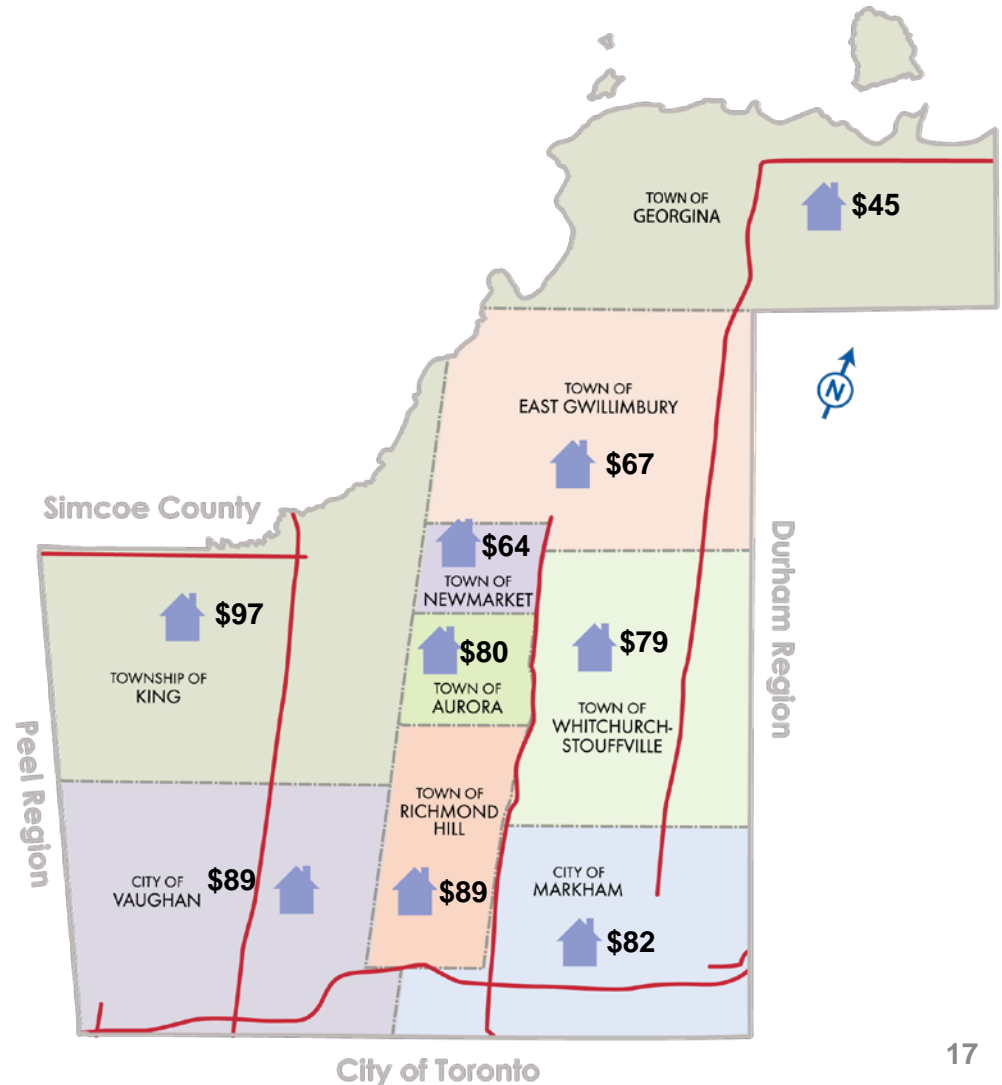 TOWN OF
GEORGINA
$45
N
TOWN OF
EAST GWILLIMBURY
$67
Simcoe County
$64
TOWN OF
NEWMARKET
Durham Region
$97
TOWNSHIP OF
KING
$80
TOWN OF
AURORA
$79
TOWN OF
WHITCHURCH-
STOUFFVILLE
Peel Region
TOWN OF
RICHMOND
HILL
$89
CITY OF
VAUGHAN
$89
CITY OF
MARKHAM
$82
City of Toronto
17